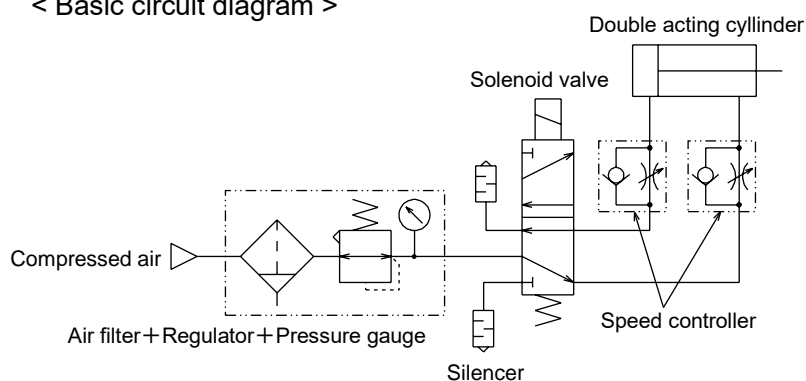 < Basic circuit diagram >
Double acting cyllinder
Solenoid valve
Compressed air
Air filter＋Regulator＋Pressure gauge
Speed controller
Silencer